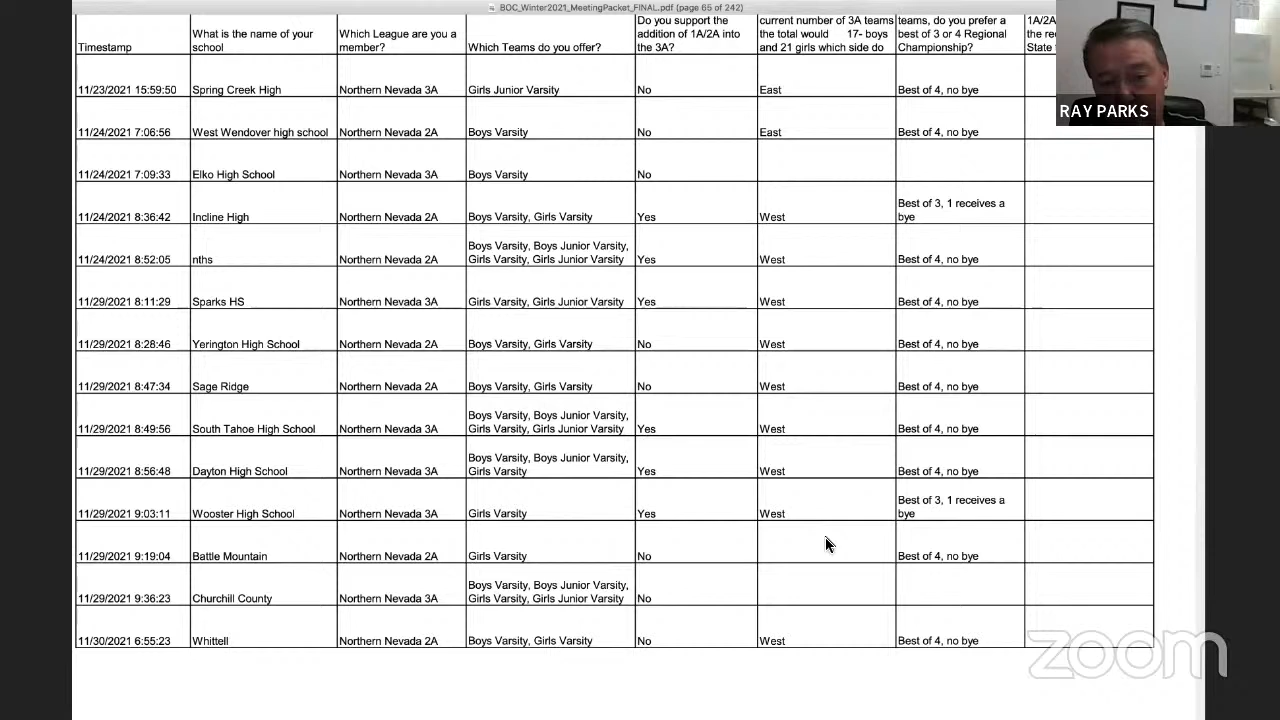 BOC_Winter2021_MeetingPacket_FINAL.pdf (page 65 of 242)
Timestamp
What is the name of your
school
Which League are you a
member?
Which Teams do you offer?
Do you support the
addition of 1A/2A into
the 3A?
current number of 3A teams
the total would 17- boys
and 21 girls which side do
teams, do you prefer a
best of 3 or 4 Regional
Championship?
1A/2A
the re
State
11/23/2021 15:59:50 Spring Creek High Northern Nevada 3A Girls Junior Varsity No East Best of 4, no bye
11/24/2021 7:06:56 West Wendover high school Northern Nevada 2A Boys Varsity No East Best of 4, no bye
11/24/2021 7:09:33 Elko High School Northern Nevada 3A Boys Varsity No
Best of 3, 1 receives a
11/24/2021 8:36:42 Incline High Northern Nevada 2A Boys Varsity, Girls Varsity Yes West bye
Boys Varsity, Boys Junior Varsity,
11/24/2021 8:52:05 nths Northern Nevada 2A Girls Varsity, Girls Junior Varsity Yes West Best of 4, no bye
11/29/2021 8:11:29 Sparks HS Northern Nevada 3A Girls Varsity, Girls Junior Varsity Yes West Best of 4, no bye
11/29/2021 8:28:46 Yerington High School Northern Nevada 2A Boys Varsity, Girls Varsity No West Best of 4, no bye
11/29/2021 8:47:34 Sage Ridge Northern Nevada 2A Boys Varsity, Girls Varsity No West Best of 4, no bye
Boys Varsity, Boys Junior Varsity,
11/29/2021 8:49:56 South Tahoe High School Northern Nevada 3A Girls Varsity, Girls Junior Varsity Yes West Best of 4, no bye
Boys Varsity, Boys Junior Varsity,
11/29/2021 8:56:48 Dayton High School Northern Nevada 3A Girls Varsity Yes West Best of 4, no bye
Best of 3, 1 receives a
11/29/2021 9:03:11 Wooster High School Northern Nevada 3A Girls Varsity Yes West bye
11/29/2021 9:19:04 Battle Mountain Northern Nevada 2A Girls Varsity No Best of 4, no bye
Boys Varsity, Boys Junior Varsity,
11/29/2021 9:36:23 Churchill County Northern Nevada 3A Girls Varsity, Girls Junior Varsity No
11/30/2021 6:55:23 Whittell Northern Nevada 2A Boys Varsity, Girls Varsity No West Best of 4, no bye
RAY PARKS
zoom